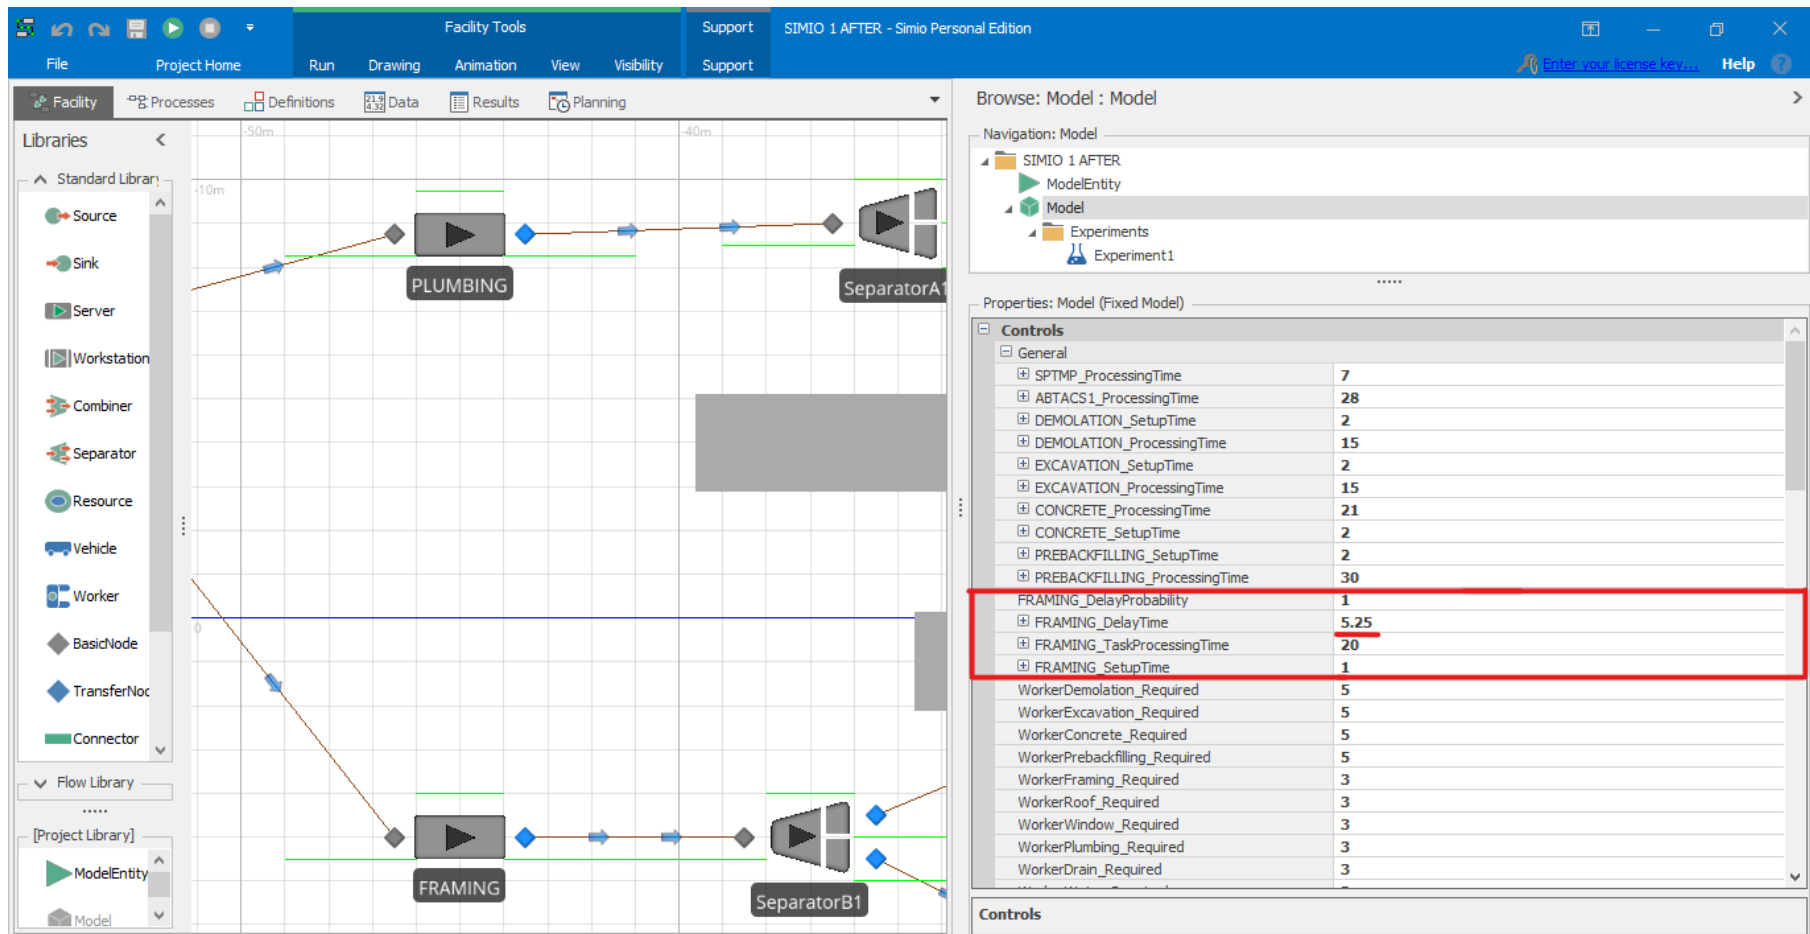 Facility Tools
Support
SIMIO 1 AFTER - Simio Personal Edition
File
Project Home
Run
Drawing
Animation
View
Visibility
Support
Enter your license key...
Help
Facility
Processes
Definitions
Data
Results
Planning
Libraries
Standard Library
Source
Sink
Server
Workstation
Combiner
Separator
Resource
Vehicle
Worker
BasicNode
TransferNoc
Connector
Flow Library
[Project Library]
ModelEntity
Model
-50m
-40m
-10m
0
PLUMBING
SeparatorA1
FRAMING
SeparatorB1
Browse: Model : Model
Navigation: Model
SIMIO 1 AFTER
ModelEntity
Model
Experiments
Experiment1
Properties: Model (Fixed Model)
Controls
General
SPTMP_ProcessingTime 7
ABTACS1_ProcessingTime 28
DEMOLATION_SetupTime 2
DEMOLATION_ProcessingTime 15
EXCAVATION_SetupTime 2
EXCAVATION_ProcessingTime 15
CONCRETE_ProcessingTime 21
CONCRETE_SetupTime 2
PREBACKFILLING_SetupTime 2
PREBACKFILLING_ProcessingTime 30
FRAMING_DelayProbability 1
FRAMING_DelayTime 5.25
FRAMING_TaskProcessingTime 20
FRAMING_SetupTime 1
WorkerDemolation_Required 5
WorkerExcavation_Required 5
WorkerConcrete_Required 5
WorkerPrebackfilling_Required 5
WorkerFraming_Required 3
WorkerRoof_Required 3
WorkerWindow_Required 3
WorkerPlumbing_Required 3
WorkerDrain_Required 3
Controls